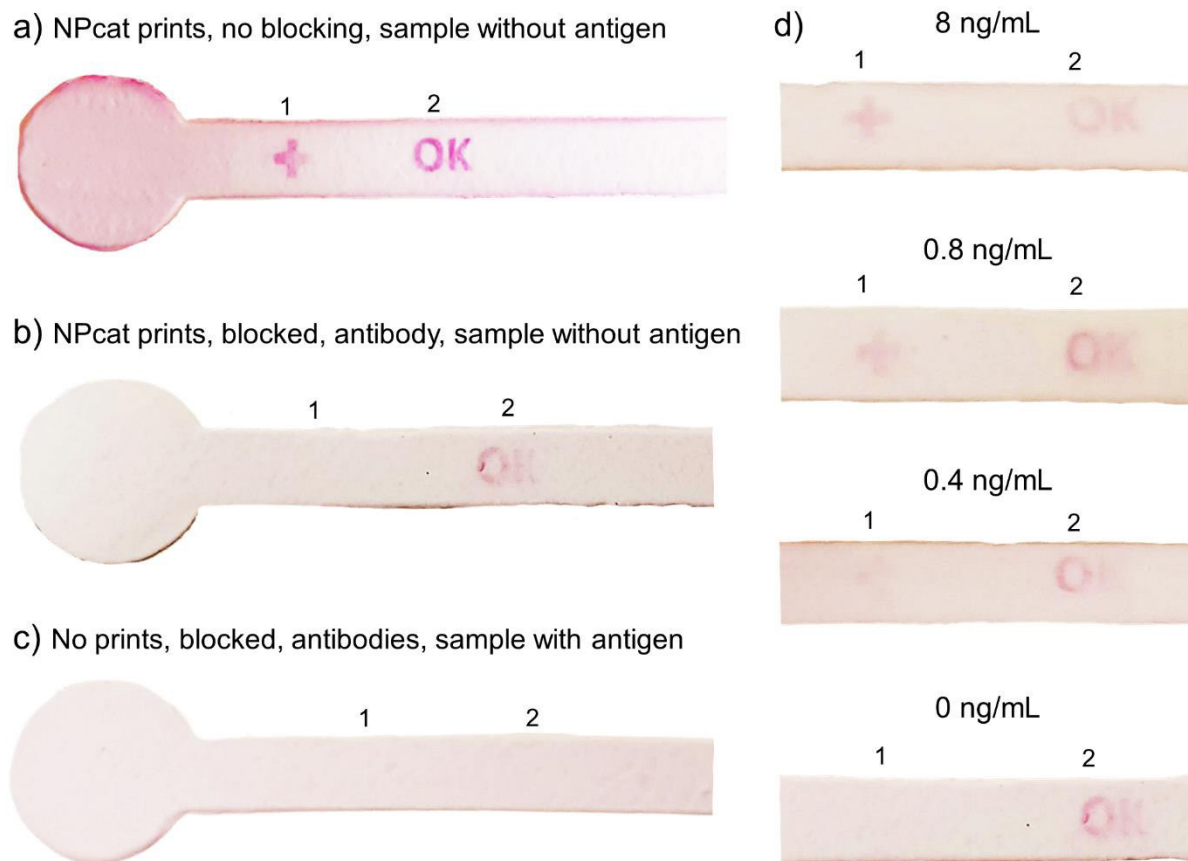 a) NPcat prints, no blocking, sample without antigen
1 2
+ OK
b) NPcat prints, blocked, antibody, sample without antigen
1 2
OK
c) No prints, blocked, antibodies, sample with antigen
1 2
d) 8 ng/mL
1 2
+ OK
0.8 ng/mL
1 2
+ OK
0.4 ng/mL
1 2
OK
0 ng/mL
1 2
OK